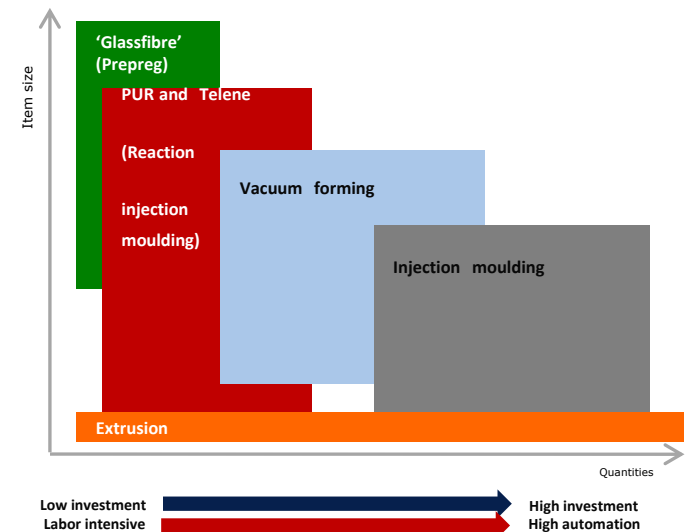 ‘Glassfibre’
(Prepreg)
PUR and Telene
(Reaction
injection
moulding)
Vacuum forming
Injection moulding
Extrusion
Item size
Quantities
Low investment
High investment
Labor intensive
High automation